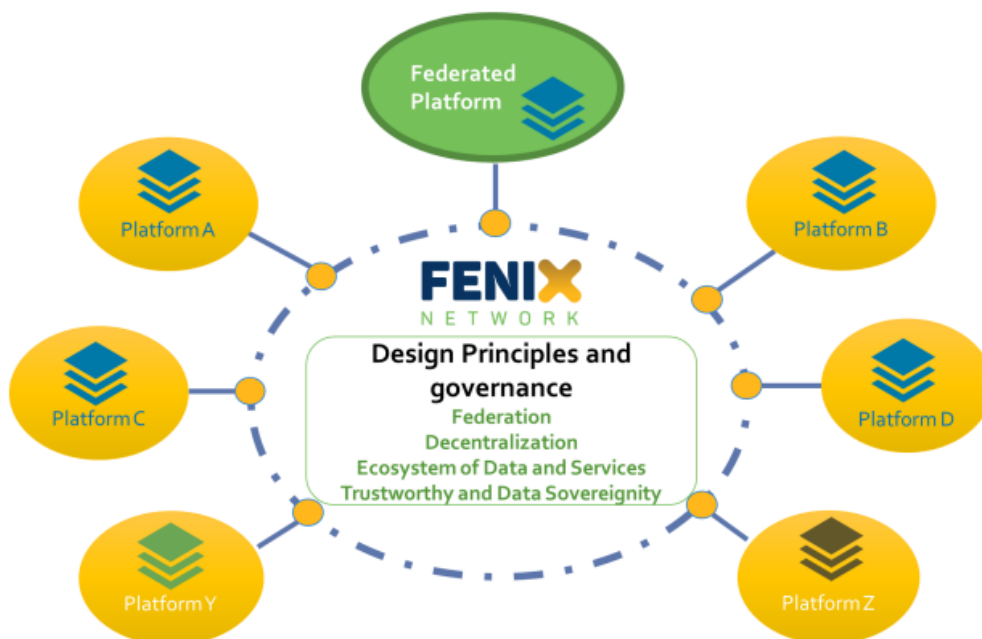 Federated
Platform
Platform A
Platform B
FENIX
NETWORK
Design Principles and
governance
Federation
Decentralization
Ecosystem of Data and Services
Trustworthy and Data Sovereignity
Platform C
Platform D
Platform Y
Platform Z